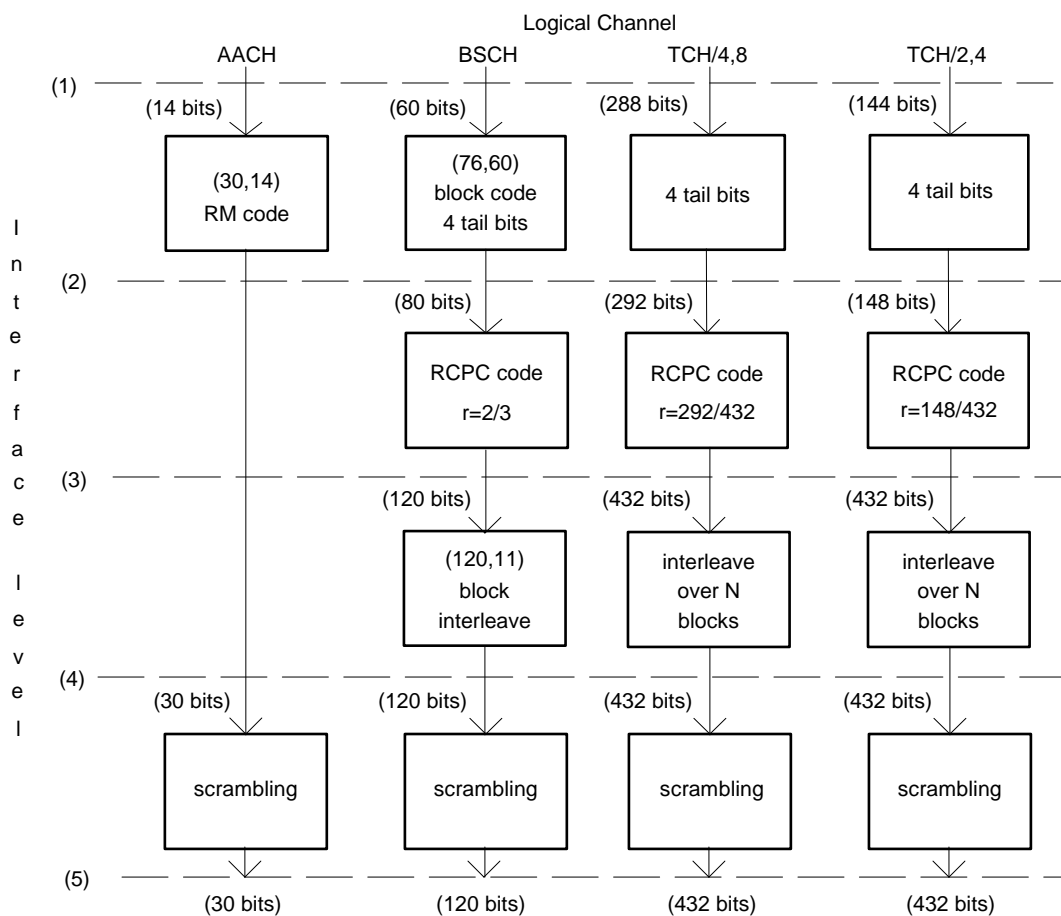 Logical Channel
AACH BSCH TCH/4,8 TCH/2,4
(1)
(14 bits) (60 bits) (288 bits) (144 bits)
(30,14)
RM code
(76,60)
block code
4 tail bits
4 tail bits
4 tail bits
Interface level
(2)
(80 bits) (292 bits) (148 bits)
RCPC code
r=2/3
RCPC code
r=292/432
RCPC code
r=148/432
(3)
(120 bits) (432 bits) (432 bits)
(120,11)
block
interleave
interleave
over N
blocks
interleave
over N
blocks
(4)
(30 bits) (120 bits) (432 bits) (432 bits)
scrambling scrambling scrambling scrambling
(5)
(30 bits) (120 bits) (432 bits) (432 bits)